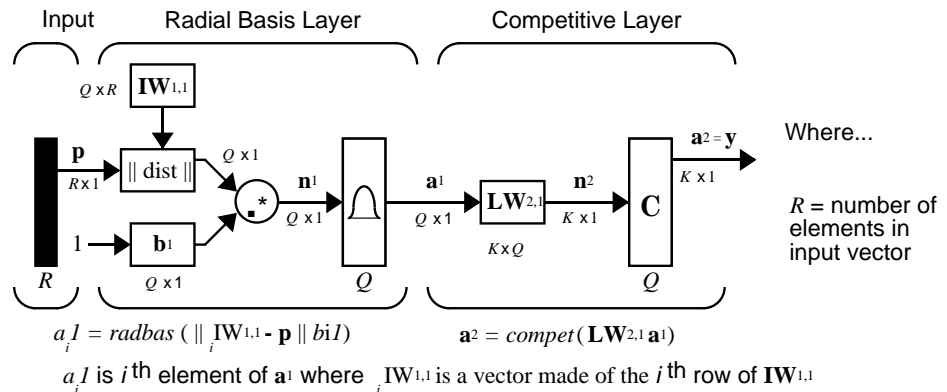 Input Radial Basis Layer Competitive Layer
Q x R IW1,1
p R x 1 || dist || Q x 1
.* n1 Q x 1 a1 Q x 1 LW2,1 K x Q n2 K x 1 C a2 = y K x 1
1 b1 Q x 1
R Q Q
Where...
R = number of
elements in
input vector
ai1 = radbas ( || iIW1,1 - p || bi1) a2 = compet( LW2,1 a1)
ai1 is i th element of a1 where iIW1,1 is a vector made of the i th row of IW1,1